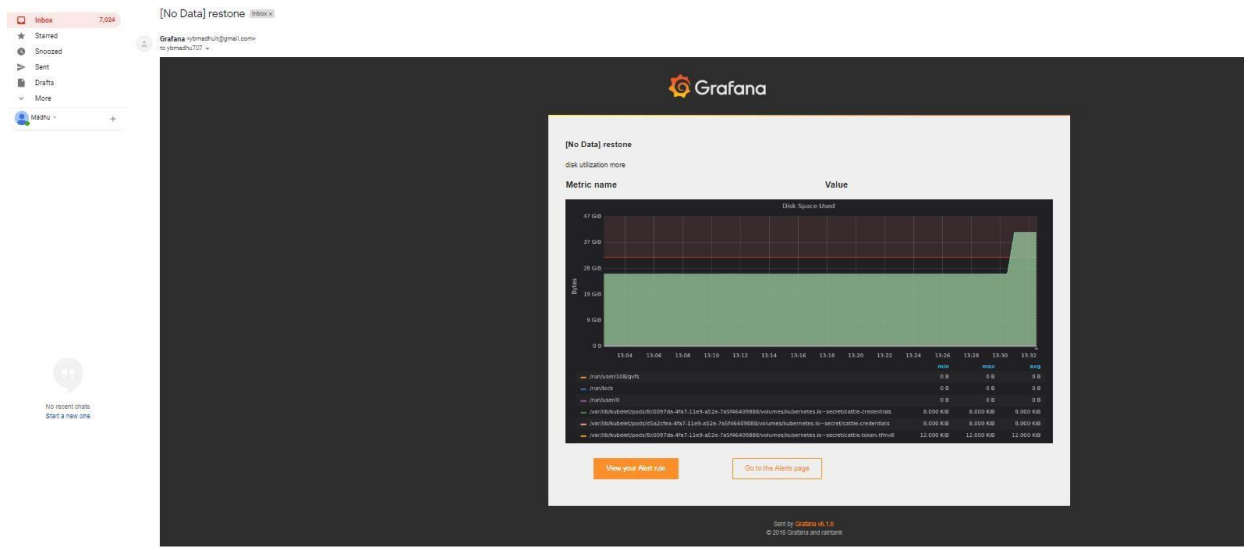 Inbox 7,024
Starred
Snoozed
Sent
Drafts
More
Madhu
No recent chats
Start a new one
[No Data] restone Inbox x
Grafana
to ybmadhu707
Grafana
[No Data] restone
disk utilization more
Metric name Value
Disk Space Used
47 GiB
37 GiB
28 GiB
19 GiB
9 GiB
0 B
Bytes
13:04 13:06 13:08 13:10 13:12 13:14 13:16 13:18 13:20 13:22 13:24 13:26 13:28 13:30 13:32
min max avg
/run/user/108/gvfs 0 B 0 B 0 B
/run/lock 0 B 0 B 0 B
/run/user/0 0 B 0 B 0 B
8.000 KiB 8.000 KiB 8.000 KiB
8.000 KiB 8.000 KiB 8.000 KiB
12.000 KiB 12.000 KiB 12.000 KiB
View your Alert rule Go to the Alerts page
Sent by Grafana v6.1.6
© 2016 Grafana and raintank